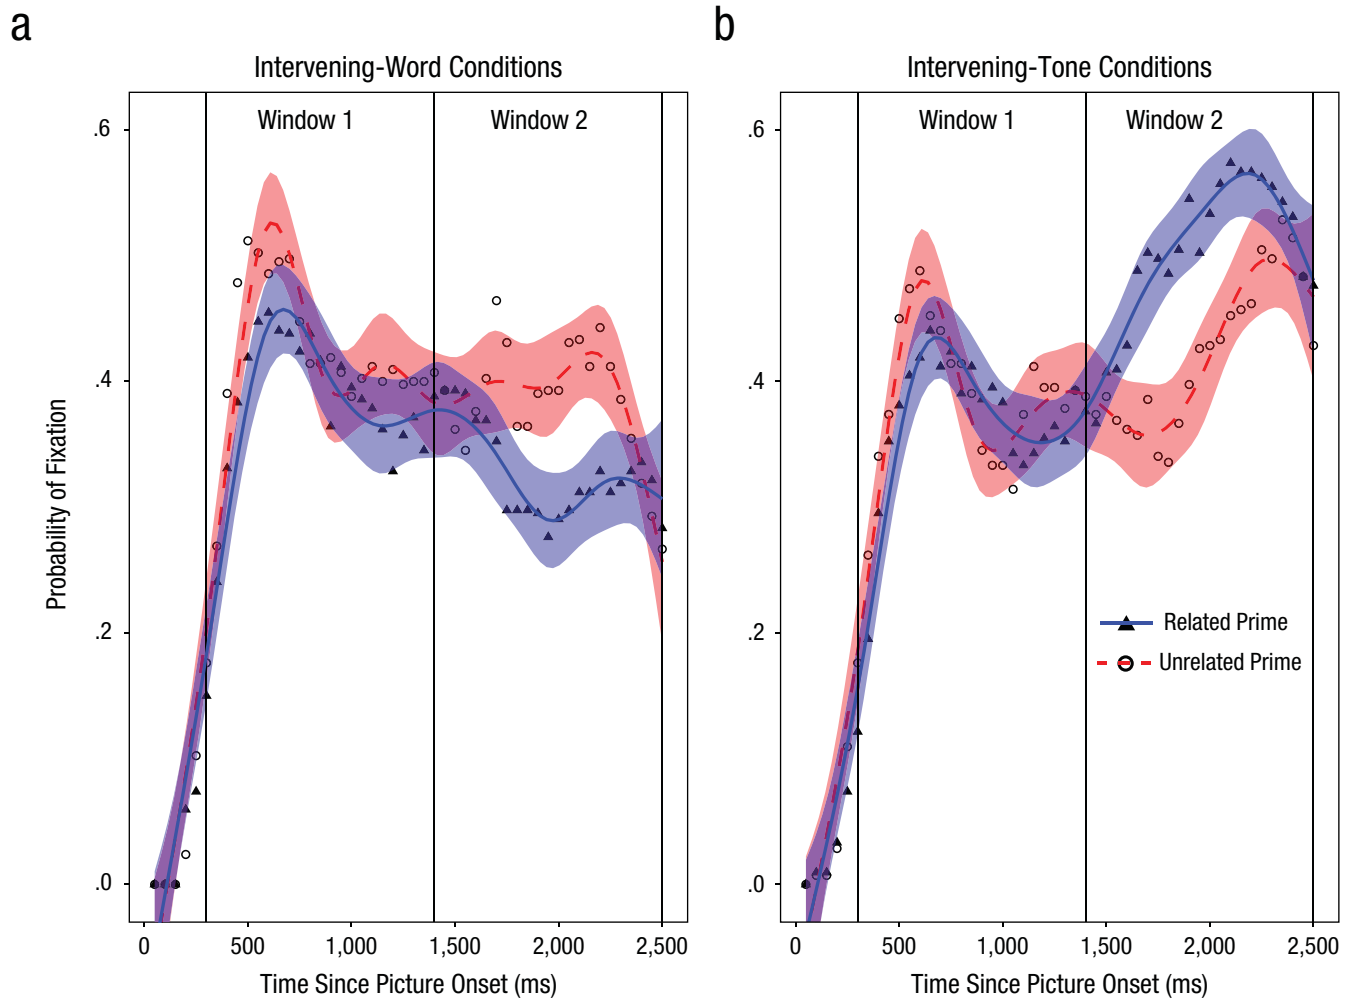 a
Intervening-Word Conditions
Window 1
Window 2
.6
.4
.2
.0
Probability of Fixation
0
500
1,000
1,500
2,000
2,500
Time Since Picture Onset (ms)
b
Intervening-Tone Conditions
Window 1
Window 2
.6
.4
.2
.0
Related Prime
Unrelated Prime
0
500
1,000
1,500
2,000
2,500
Time Since Picture Onset (ms)